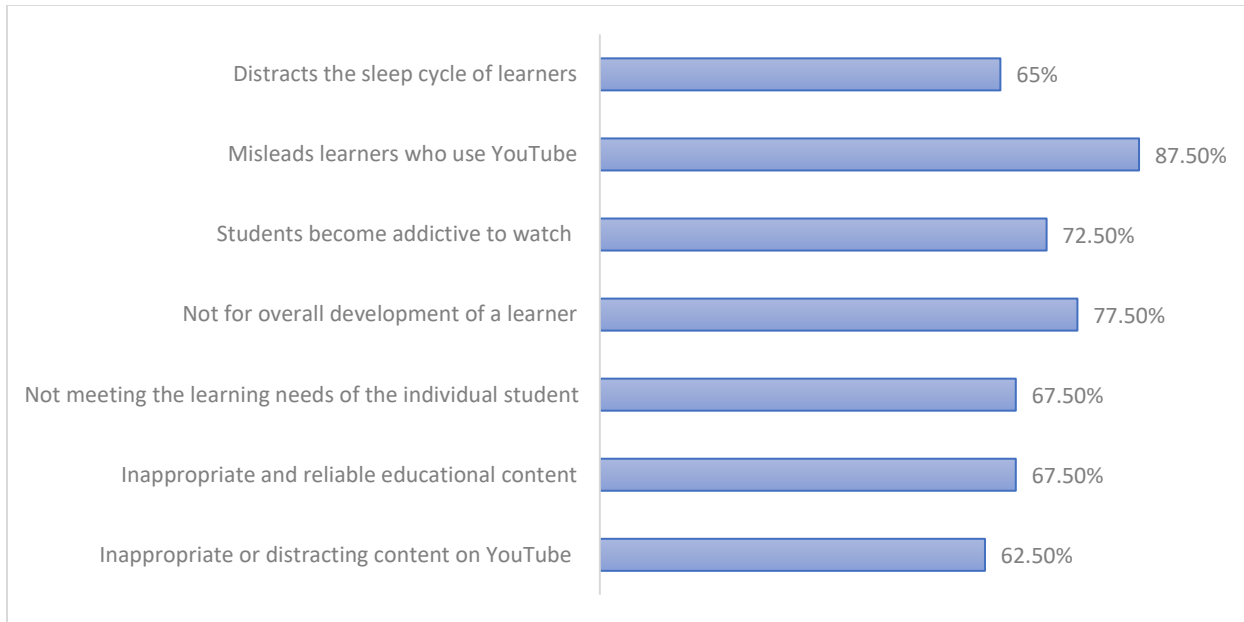 Distracts the sleep cycle of learners 65%
Misleads learners who use YouTube 87.50%
Students become addictive to watch 72.50%
Not for overall development of a learner 77.50%
Not meeting the learning needs of the individual student 67.50%
Inappropriate and reliable educational content 67.50%
Inappropriate or distracting content on YouTube 62.50%